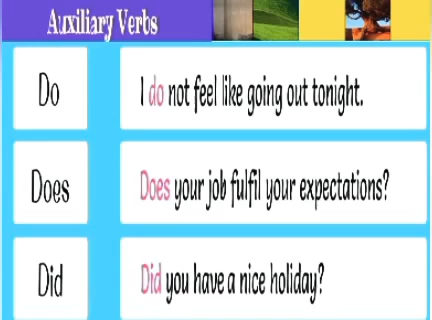 Auxiliary Verbs
Do
I do not feel like going out tonight.
Does
Does your job fulfil your expectations?
Did
Did you have a nice holiday?